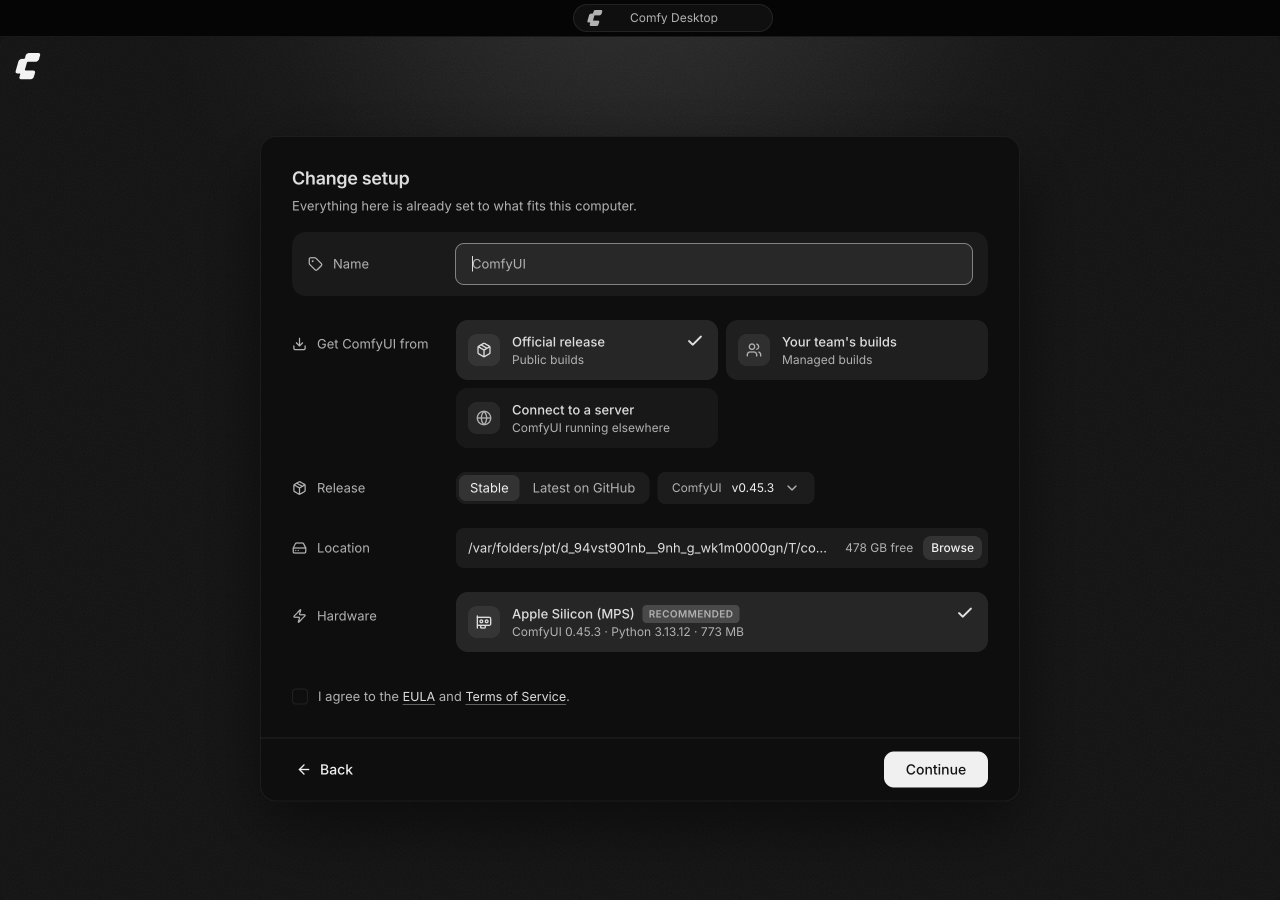 Comfy Desktop
Change setup
Everything here is already set to what fits this computer.
Name
ComfyUI
Get ComfyUI from
Official release
Public builds
Your team's builds
Managed builds
Connect to a server
ComfyUI running elsewhere
Release
Stable
Latest on GitHub
ComfyUI v0.45.3
Location
/var/folders/pt/d_94vst901nb__9nh_g_wk1m0000gn/T/co...
478 GB free
Browse
Hardware
Apple Silicon (MPS) RECOMMENDED
ComfyUI 0.45.3 · Python 3.13.12 · 773 MB
I agree to the EULA and Terms of Service.
Back
Continue